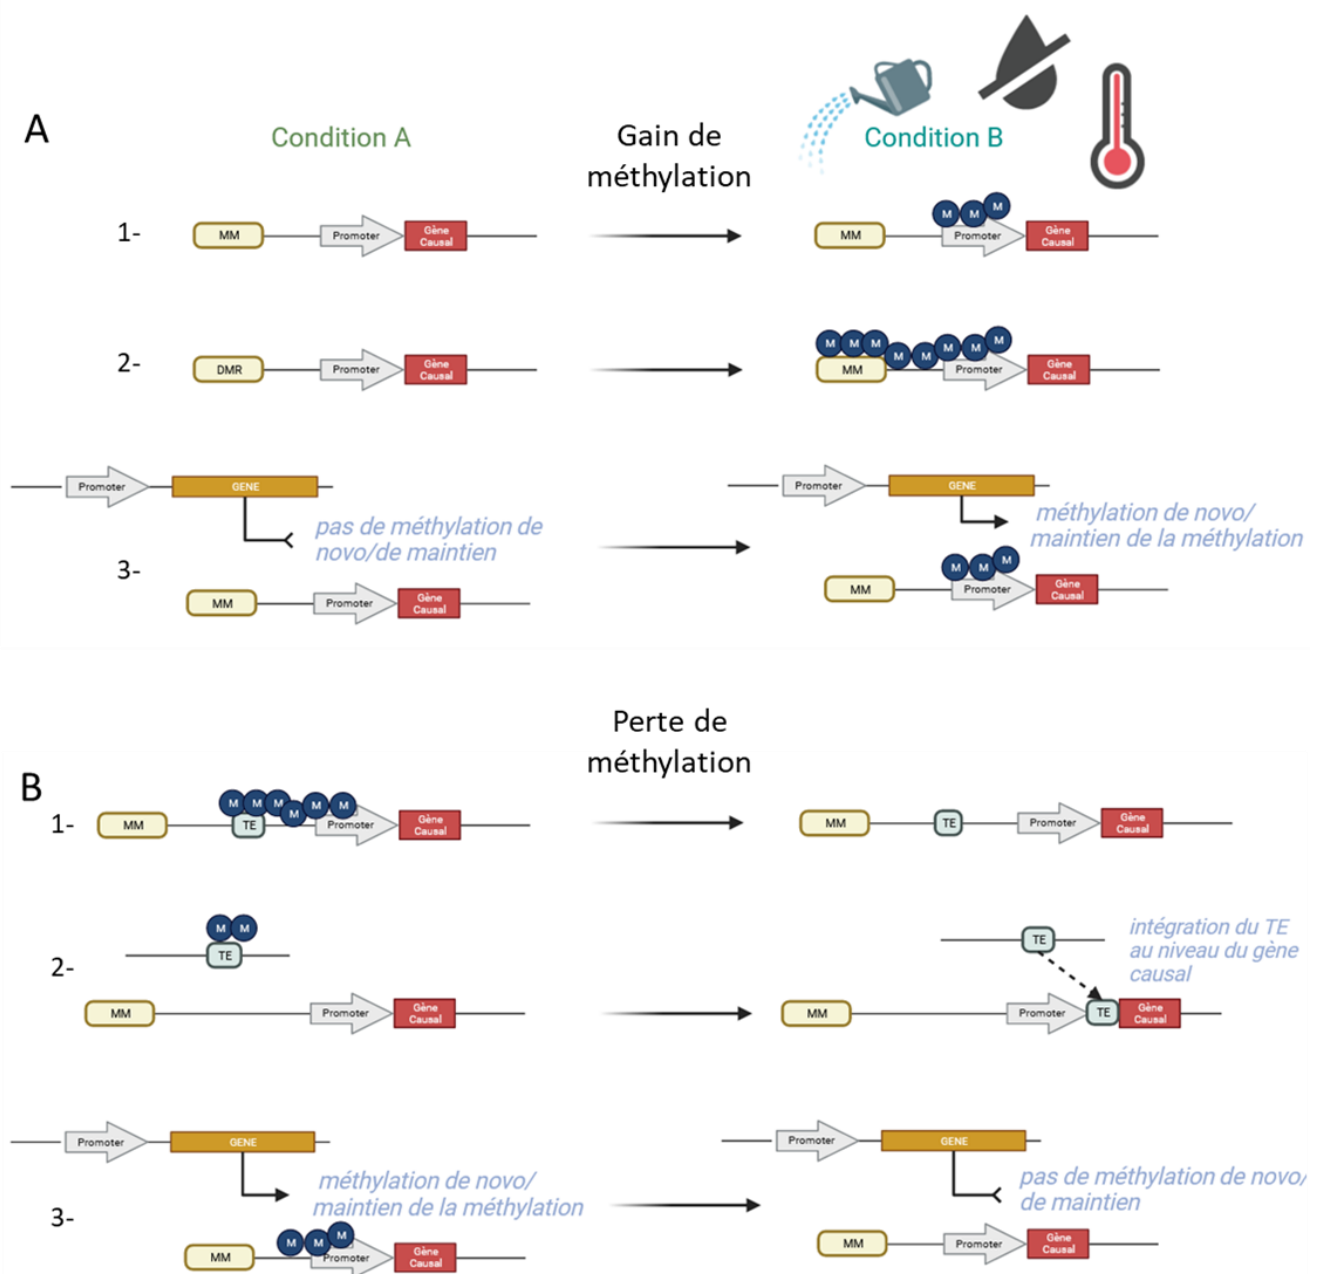 A
Condition A
Gain de
méthylation
Condition B
1-
MM
Promoter
Gène
Causal
MM
M M M
Promoter
Gène
Causal
2-
DMR
Promoter
Gène
Causal
M M M M M M M M
MM
Promoter
Gène
Causal
Promoter
GENE
pas de méthylation de
novo/de maintien
3-
MM
Promoter
Gène
Causal
Promoter
GENE
méthylation de novo/
maintien de la méthylation
M M M
MM
Promoter
Gène
Causal
Perte de
méthylation
B
1-
M M M M M M
MM
TE
Promoter
Gène
Causal
MM
TE
Promoter
Gène
Causal
2-
M M
TE
MM
Promoter
Gène
Causal
TE
intégration du TE
au niveau du gène
causal
MM
Promoter
TE
Gène
Causal
Promoter
GENE
méthylation de novo/
maintien de la méthylation
3-
M M M
MM
Promoter
Gène
Causal
Promoter
GENE
pas de méthylation de novo/
de maintien
MM
Promoter
Gène
Causal